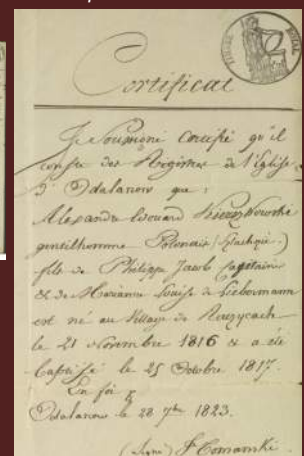 TIMBRE ROYAL
Certificat
Je Soussigné Certifie qu'il
conste des Registres de l'Eglise
d'Odalanow que :
Alexandre Edouard
gentilhomme Polonais
fils de Philippe Jacob Capitaine
& de Marianne Louise de Liebermann
est né au Village de
le 21 Novembre 1816 & a été
baptisé le 25 Octobre 1817.
En foi
Odalanow le 28 7bre 1823.
(Signé)